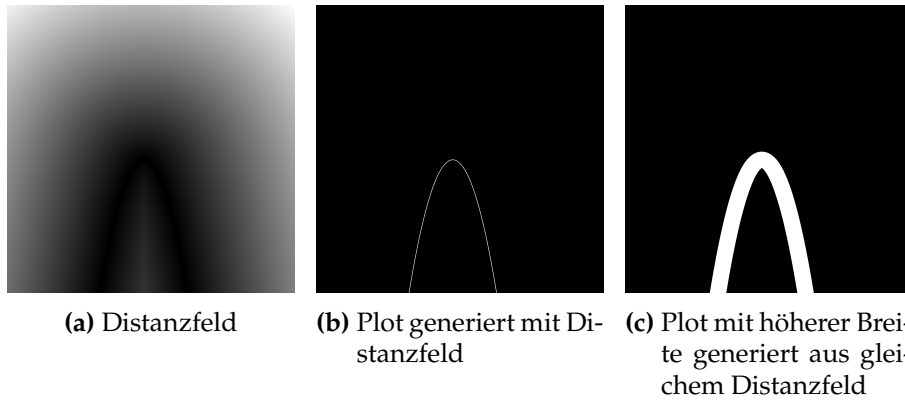 (a) Distanzfeld
(b) Plot generiert mit Di-
stanzfeld
(c) Plot mit höherer Brei-
te generiert aus glei-
chem Distanzfeld